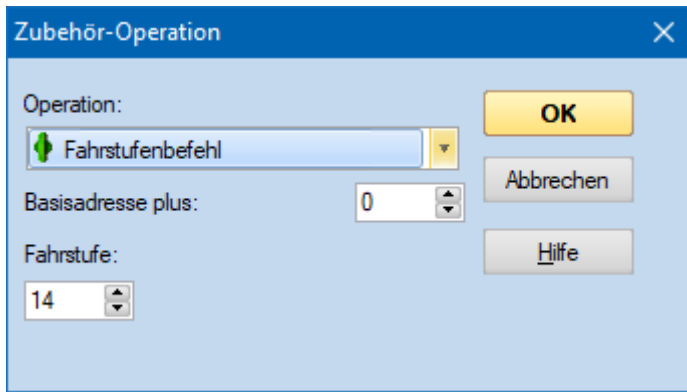 Zubehör-Operation
Operation:
Fahrstufenbefehl
Basisadresse plus:
0
Fahrstufe:
14
OK
Abbrechen
Hilfe